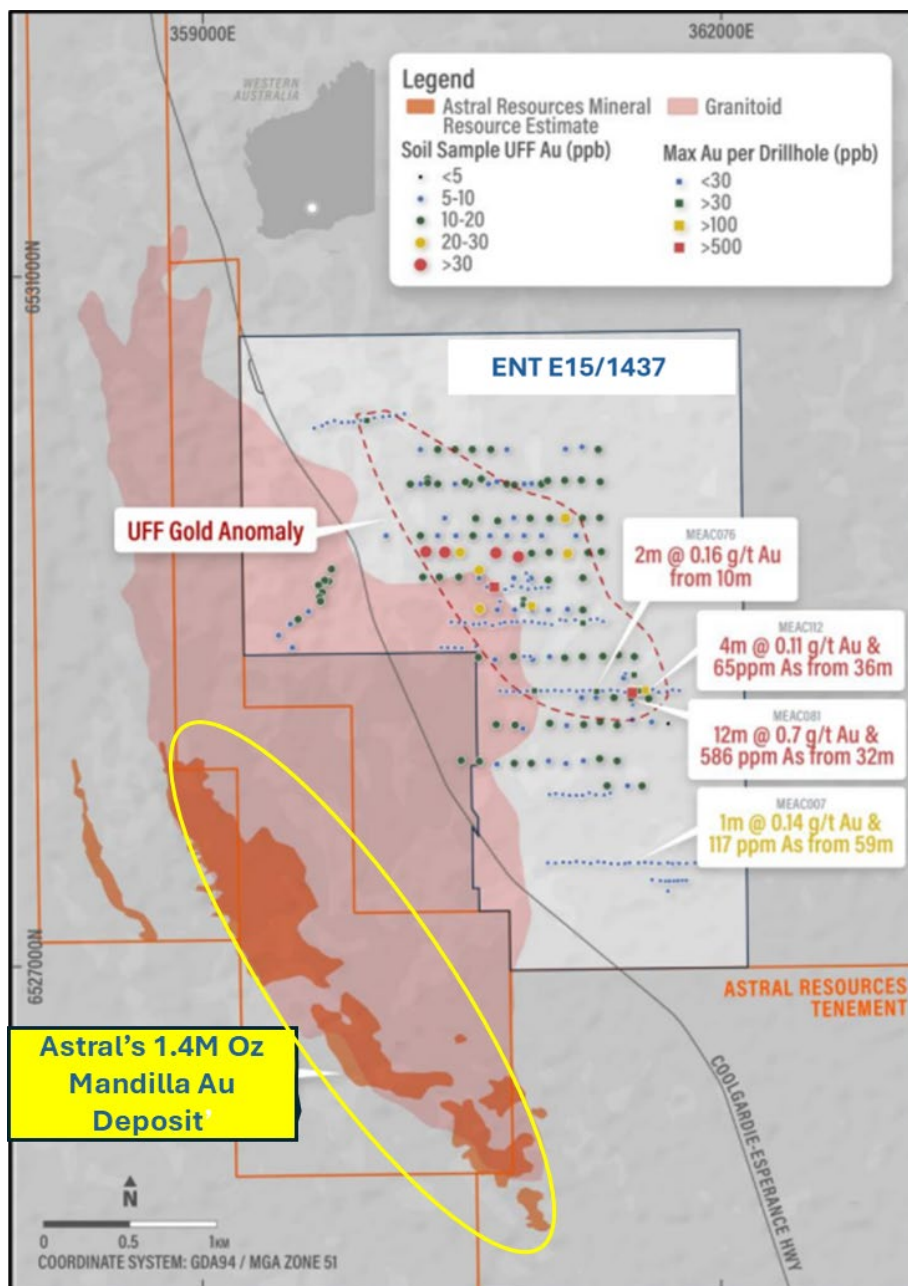 359000E
362000E
WESTERN
AUSTRALIA
Legend
Astral Resources Mineral
Resource Estimate
Granitoid
Soil Sample UFF Au (ppb)
<5
5-10
10-20
20-30
>30
Max Au per Drillhole (ppb)
<30
>30
>100
>500
6531000N
ENT E15/1437
UFF Gold Anomaly
MEAC076
2m @ 0.16 g/t Au
from 10m
MEAC112
4m @ 0.11 g/t Au &
65ppm As from 36m
MEAC081
12m @ 0.7 g/t Au &
586 ppm As from 32m
MEAC007
1m @ 0.14 g/t Au &
117 ppm As from 59m
6527000N
ASTRAL RESOURCES
TENEMENT
Astral's 1.4M Oz
Mandilla Au
Deposit'
COOLGARDIE-ESPERANCE HWY
N
0 0.5 1KM
COORDINATE SYSTEM: GDA94 / MGA ZONE 51